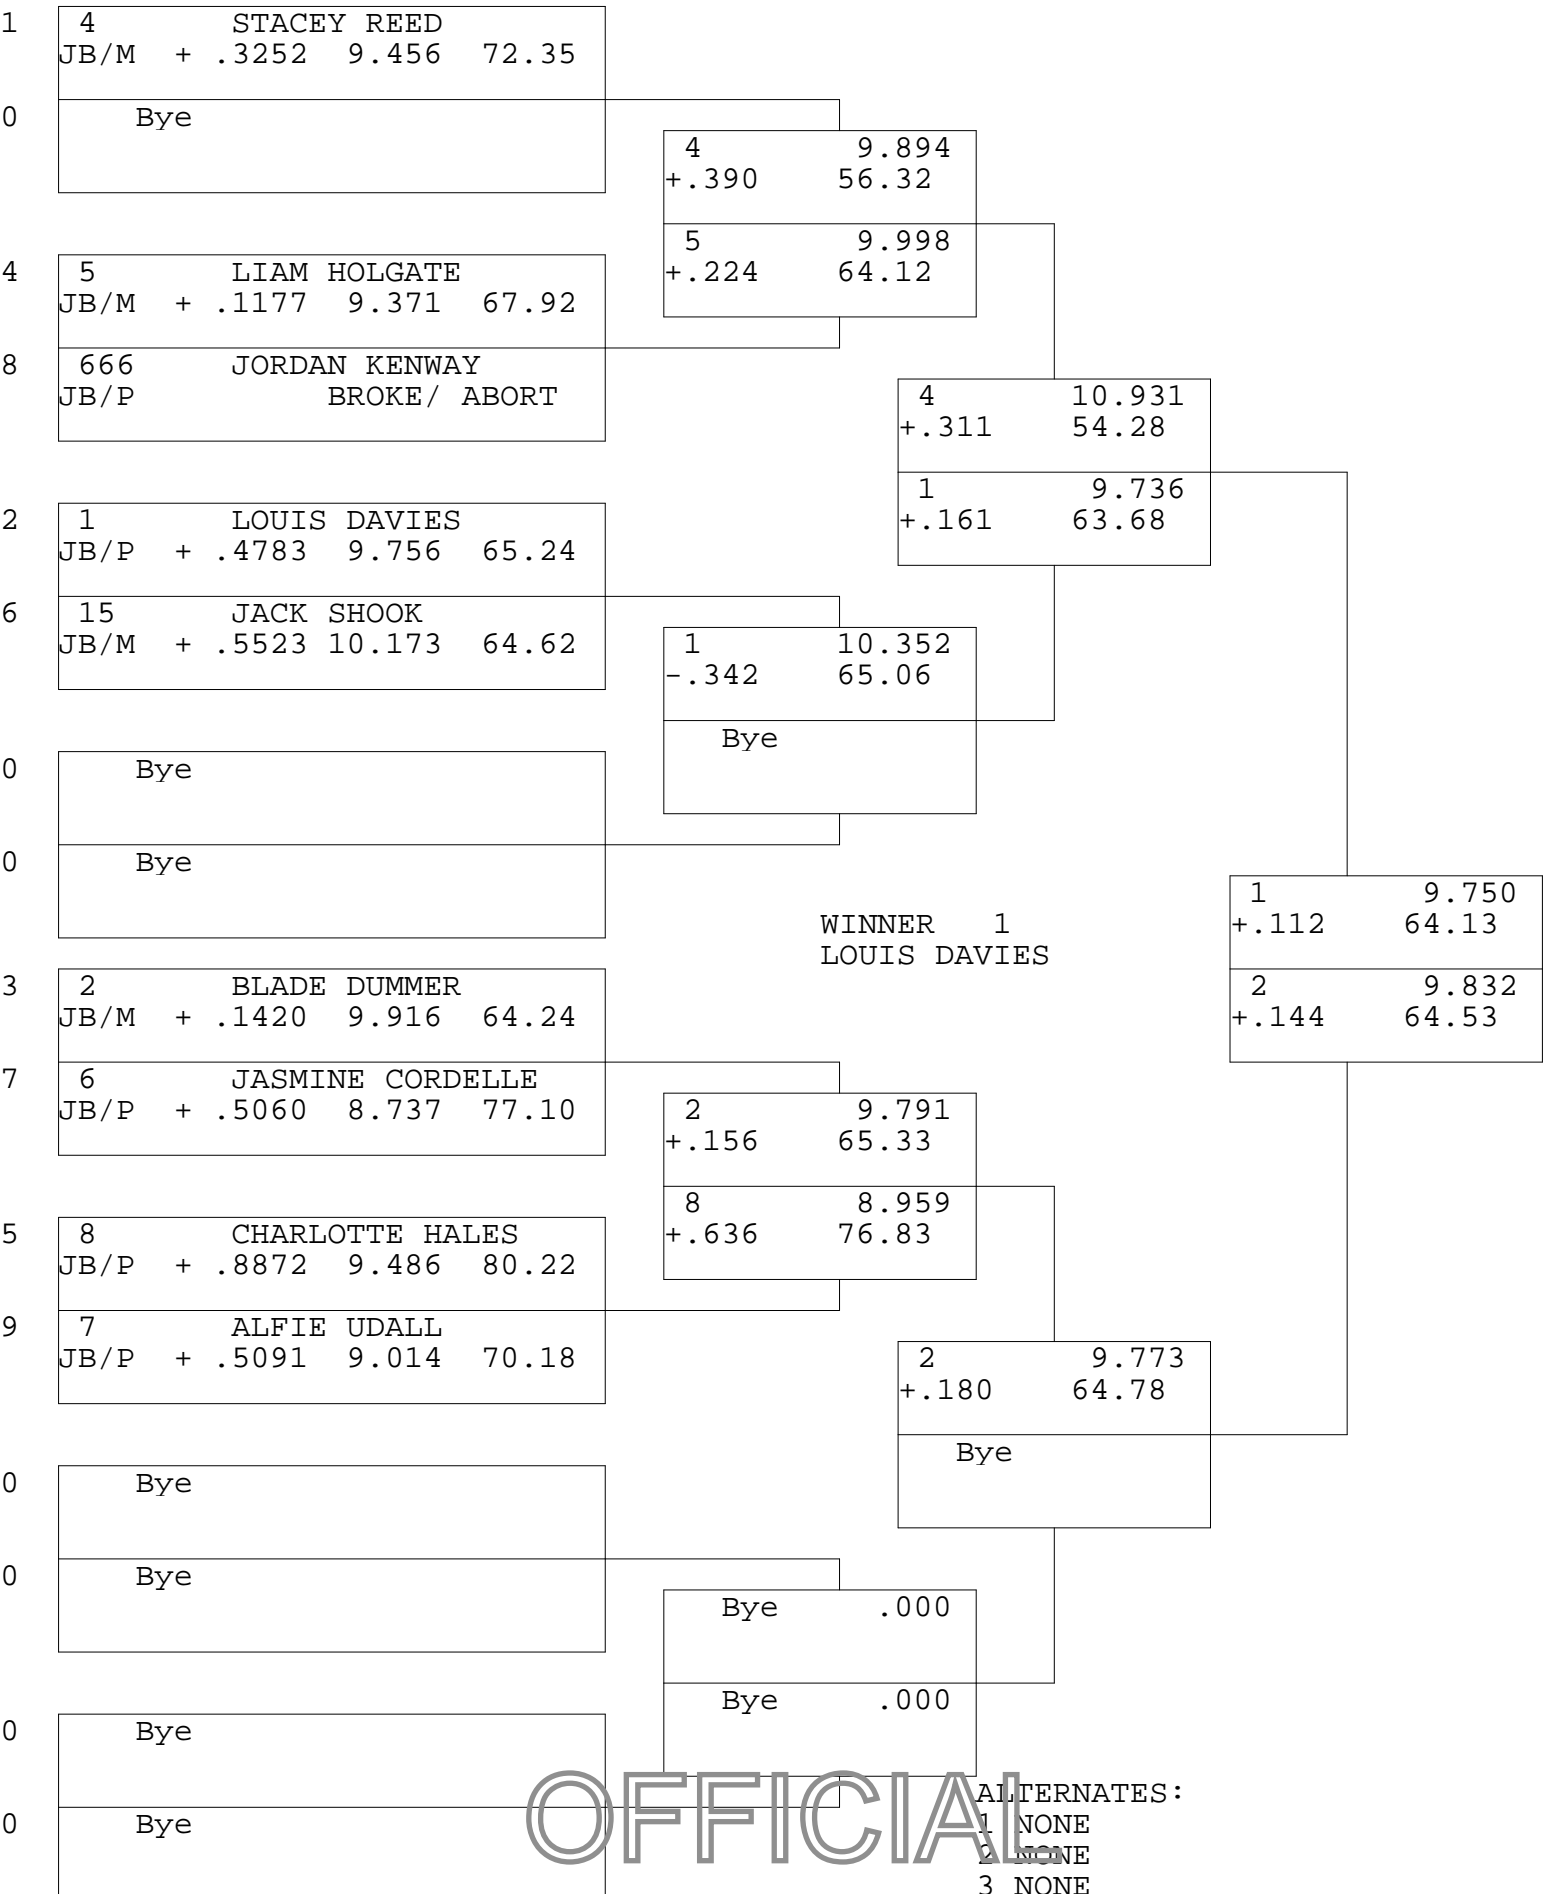 1 4 STACEY REED
JB/M + .3252 9.456 72.35
0 Bye
4 9.894
+.390 56.32
5 9.998
+.224 64.12
4 5 LIAM HOLGATE
JB/M + .1177 9.371 67.92
8 666 JORDAN KENWAY
JB/P BROKE/ ABORT
4 10.931
+.311 54.28
1 9.736
+.161 63.68
2 1 LOUIS DAVIES
JB/P + .4783 9.756 65.24
6 15 JACK SHOOK
JB/M + .5523 10.173 64.62
1 10.352
-.342 65.06
Bye
0 Bye
0 Bye
WINNER 1
LOUIS DAVIES
1 9.750
+.112 64.13
2 9.832
+.144 64.53
3 2 BLADE DUMMER
JB/M + .1420 9.916 64.24
7 6 JASMINE CORDELLE
JB/P + .5060 8.737 77.10
2 9.791
+.156 65.33
8 8.959
+.636 76.83
5 8 CHARLOTTE HALES
JB/P + .8872 9.486 80.22
9 7 ALFIE UDALL
JB/P + .5091 9.014 70.18
2 9.773
+.180 64.78
Bye
0 Bye
0 Bye
Bye .000
Bye .000
0 Bye
0 Bye
OFFICIAL
ALTERNATES:
1 NONE
2 NONE
3 NONE